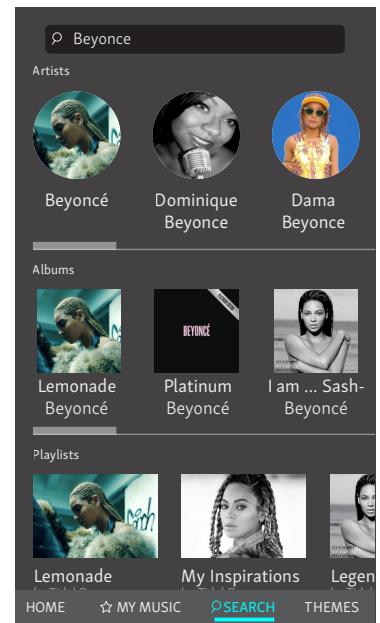 Beyonce
Artists
Beyoncé
Dominique
Beyonce
Dama
Beyonce
Albums
BEYONCÉ
Lemonade
Beyoncé
Platinum
Beyoncé
I am ... Sash-
Beyoncé
Playlists
Lemonade
My Inspirations
Legen
HOME
MY MUSIC
SEARCH
THEMES